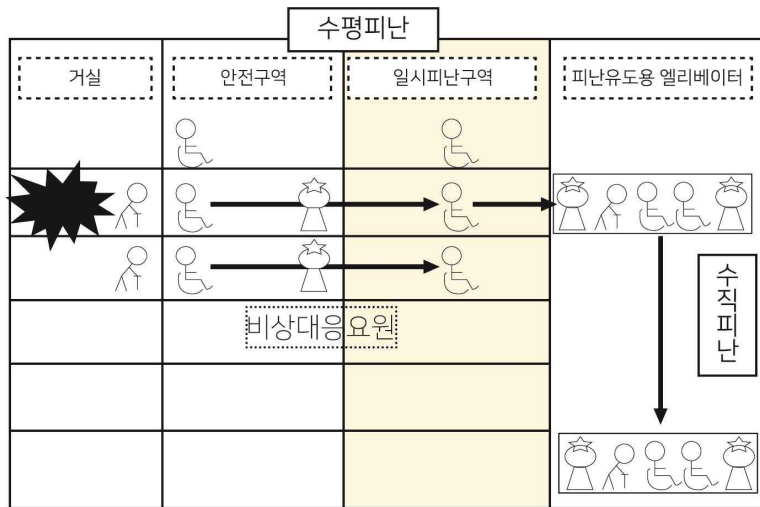 수평피난
거실
안전구역
일시피난구역
피난유도용 엘리베이터
비상대응요원
수직피난